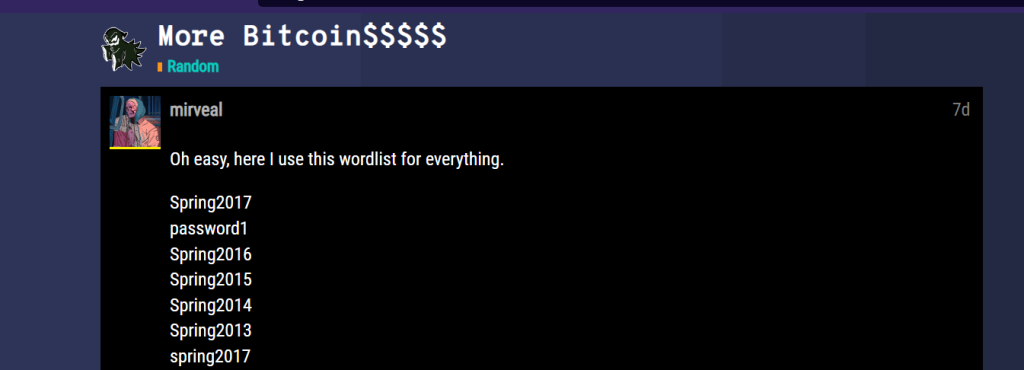 More Bitcoin$$$$$
Random
mirveal
7d
Oh easy, here I use this wordlist for everything.
Spring2017
password1
Spring2016
Spring2015
Spring2014
Spring2013
spring2017